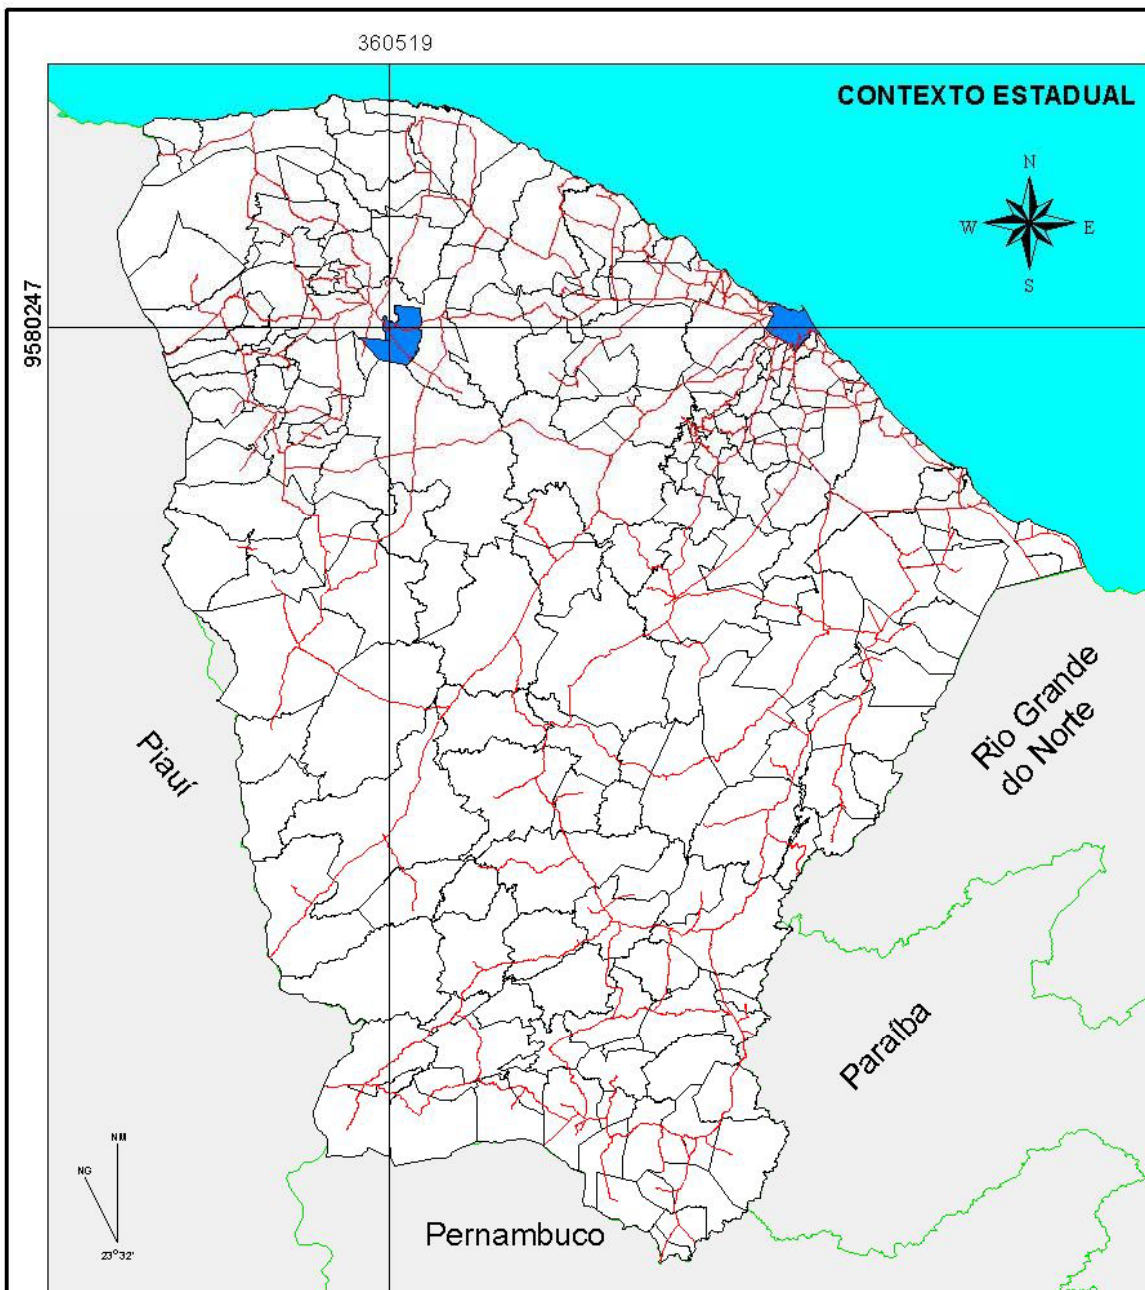 360519
CONTEXTO ESTADUAL
N
W
E
S
9580247
Rio Grande
do Norte
Piauí
Paraíba
NM
NG
23°32'
Pernambuco